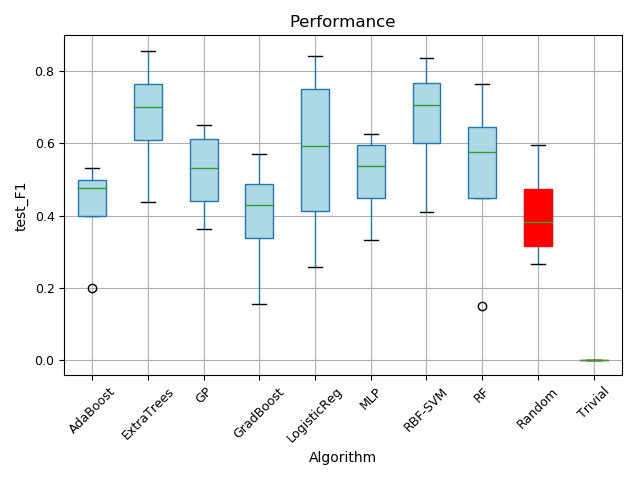 Performance
test_F1
0.8
0.6
0.4
0.2
0.0
AdaBoost
ExtraTrees
GP
GradBoost
LogisticReg
MLP
RBF-SVM
RF
Random
Trivial
Algorithm